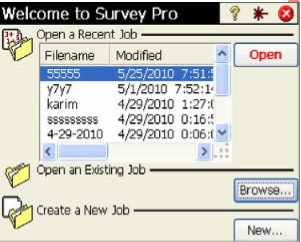 Welcome to Survey Pro
Open a Recent Job
Filename Modified
55555 5/25/2010 7:51:5
y7y7 5/1/2010 7:52:14
karim 4/29/2010 1:27:0
sssssssss 4/29/2010 0:16:5
4-29-2010 4/29/2010 0:06:0
Open
Open an Existing Job
Browse...
Create a New Job
New...